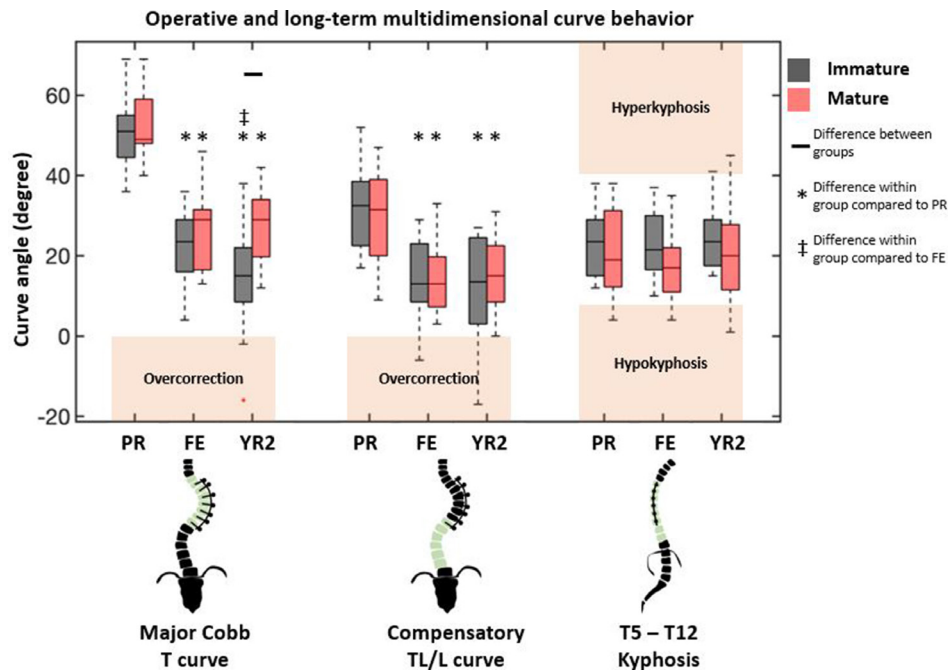 Operative and long-term multidimensional curve behavior
Curve angle (degree)
60
40
20
0
-20
‡
* * * *
* * * *
Overcorrection
Overcorrection
Hyperkyphosis
Hypokyphosis
PR FE YR2
PR FE YR2
PR FE YR2
Major Cobb
T curve
Compensatory
TL/L curve
T5 – T12
Kyphosis
Immature
Mature
Difference between
groups
* Difference within
group compared to PR
‡ Difference within
group compared to FE